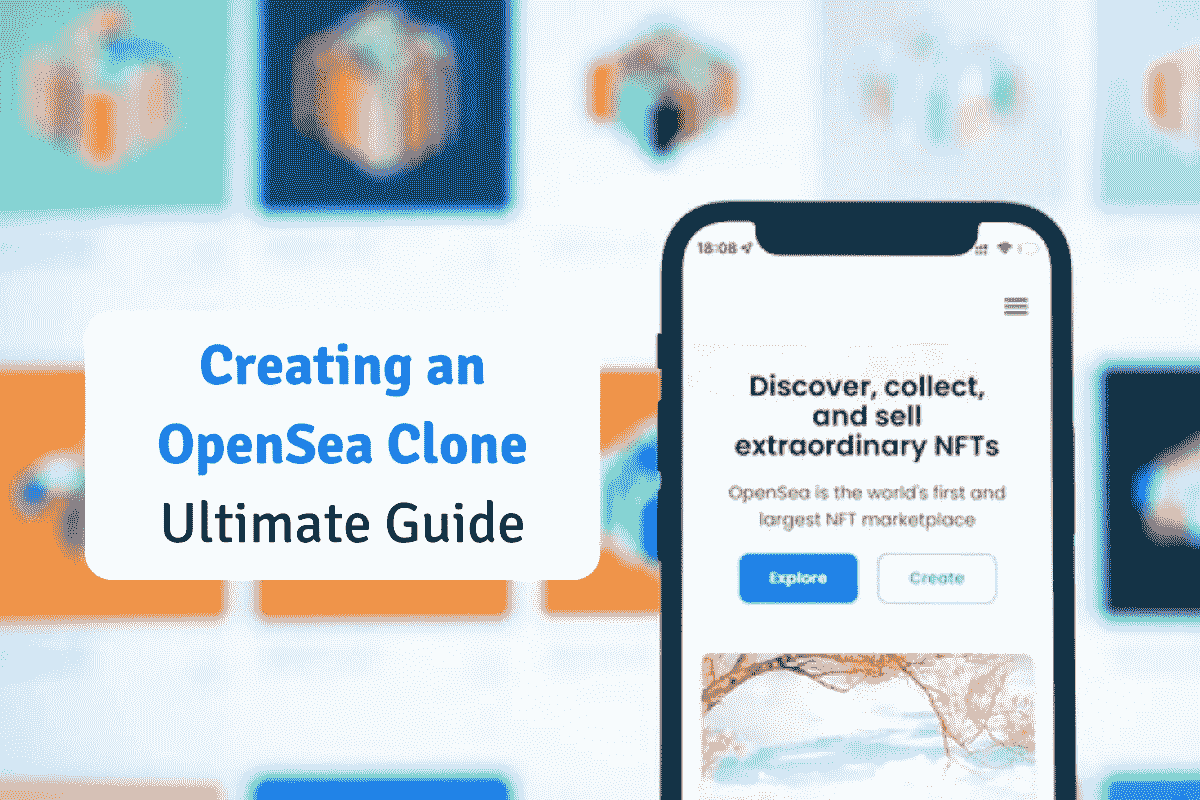 Creating an
OpenSea Clone
Ultimate Guide
18:08
Discover, collect,
and sell
extraordinary NFTs
OpenSea is the world's first and
largest NFT marketplace
Explore
Create